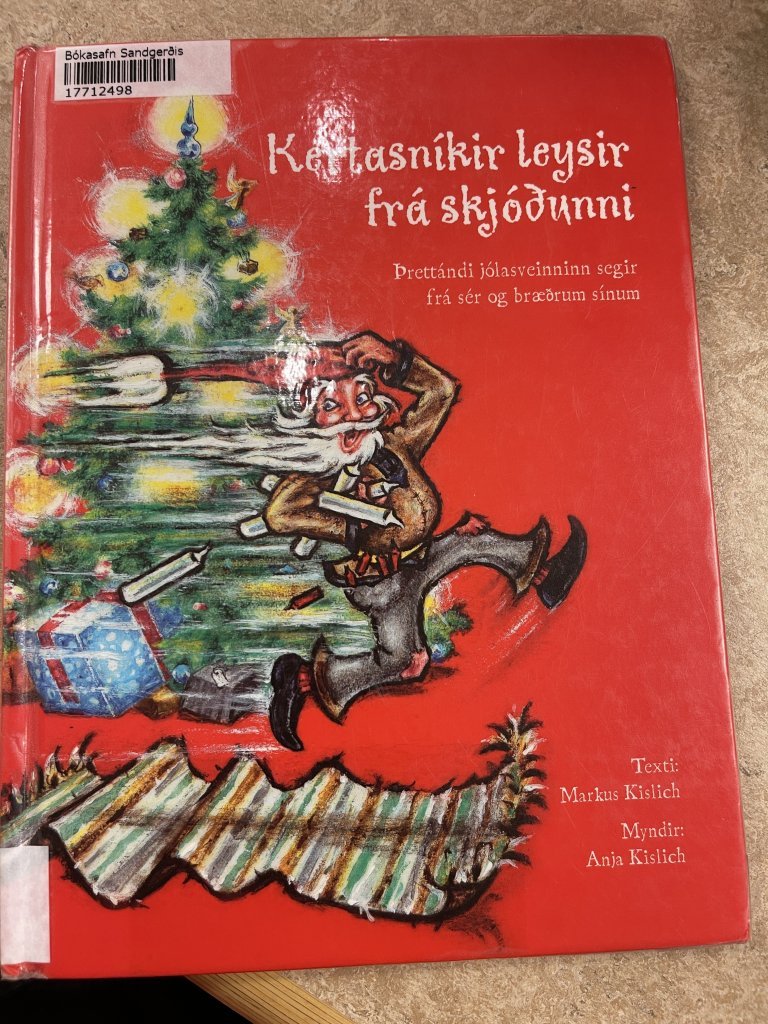 Bókasafn Sandgerðis
17712498
Kertasníkir leysir
frá skjóðunni
Þrettándi jólasveinninn segir
frá sér og bræðrum sínum
Texti:
Markus Kislich
Myndir:
Anja Kislich